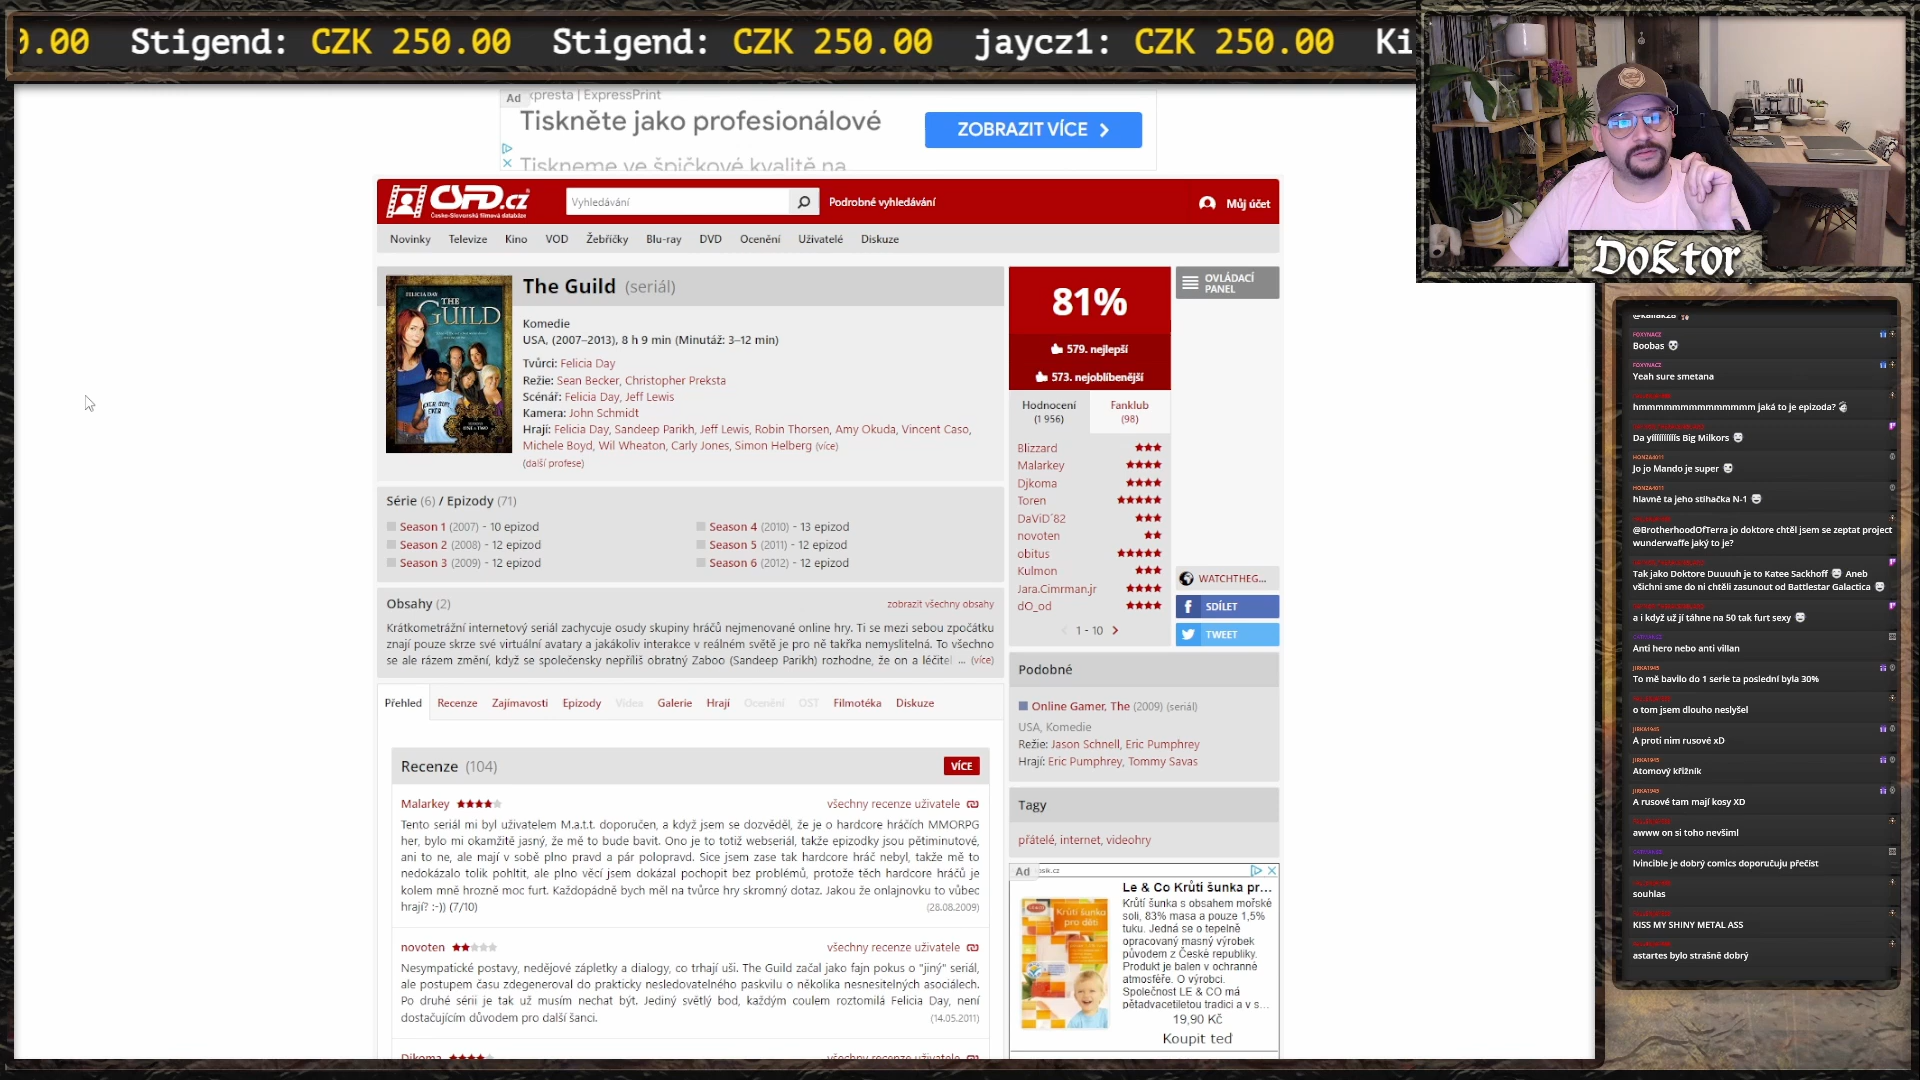 0.00 Stigend: CZK 250.00 Stigend: CZK 250.00 jaycz1: CZK 250.00 Ki
Ad xpresta | ExpressPrint
Tiskněte jako profesionálové
ZOBRAZIT VÍCE
Tiskneme ve špičkové kvalitě na
ČSFD.cz
Česko-Slovenská filmová databáze
Vyhledávání
Podrobné vyhledávání
Můj účet
Novinky Televize Kino VOD Žebříčky Blu-ray DVD Ocenění Uživatelé Diskuze
FELICIA DAY
THE GUILD
The Guild (seriál)
Komedie
USA, (2007–2013), 8 h 9 min (Minutáž: 3–12 min)
Tvůrci: Felicia Day
Režie: Sean Becker, Christopher Preksta
Scénář: Felicia Day, Jeff Lewis
Kamera: John Schmidt
Hrají: Felicia Day, Sandeep Parikh, Jeff Lewis, Robin Thorsen, Amy Okuda, Vincent Caso,
Michele Boyd, Wil Wheaton, Carly Jones, Simon Helberg (více)
(další profese)
Série (6) / Epizody (71)
Season 1 (2007) - 10 epizod
Season 2 (2008) - 12 epizod
Season 3 (2009) - 12 epizod
Season 4 (2010) - 13 epizod
Season 5 (2011) - 12 epizod
Season 6 (2012) - 12 epizod
Obsahy (2)
zobrazit všechny obsahy
Krátkometrážní internetový seriál zachycuje osudy skupiny hráčů nejmenované online hry. Ti se mezi sebou zpočátku
znají pouze skrze své virtuální avatary a jakákoliv interakce v reálném světě je pro ně takřka nemyslitelná. To všechno
se ale rázem změní, když se společensky nepříliš obratný Zaboo (Sandeep Parikh) rozhodne, že on a léčitel ... (více)
Přehled Recenze Zajímavosti Epizody Videa Galerie Hrají Ocenění OST Filmotéka Diskuze
Recenze (104)
VÍCE
Malarkey
všechny recenze uživatele
Tento seriál mi byl uživatelem M.a.t.t. doporučen, a když jsem se dozvěděl, že je o hardcore hráčích MMORPG
her, bylo mi okamžitě jasný, že mě to bude bavit. Ono je to totiž webseriál, takže epizodky jsou pětiminutové,
ani to ne, ale mají v sobě plno pravd a pár polopravd. Sice jsem zase tak hardcore hráč nebyl, takže mě to
nedokázalo tolik pohltit, ale plno věcí jsem dokázal pochopit bez problémů, protože těch hardcore hráčů je
kolem mně hrozně moc furt. Každopádně bych měl na tvůrce hry skromný dotaz. Jakou že onlajnovku to vůbec
hrají? :-)) (7/10)
(28.08.2009)
novoten
všechny recenze uživatele
Nesympatické postavy, nedějové zápletky a dialogy, co trhají uši. The Guild začal jako fajn pokus o "jiný" seriál,
ale postupem času zdegeneroval do prakticky nesledovatelného paskvilu o několika nesnesitelných asociálech.
Po druhé sérii je tak už musím nechat být. Jediný světlý bod, každým coulem roztomilá Felicia Day, není
dostačujícím důvodem pro další šanci.
(14.05.2011)
Djkoma
všechny recenze uživatele
81%
579. nejlepší
573. nejoblíbenější
Hodnocení
(1 956)
Fanklub
(98)
Blizzard
Malarkey
Djkoma
Toren
DaViD´82
novoten
obitus
Kulmon
Jara.Cimrman.jr
dO_od
1 - 10
OVLÁDACÍ
PANEL
WATCHTHEG...
SDÍLET
TWEET
Podobné
Online Gamer, The (2009) (seriál)
USA, Komedie
Režie: Jason Schnell, Eric Pumphrey
Hrají: Eric Pumphrey, Tommy Savas
Tagy
přátelé, internet, videohry
Ad
Le & Co Krůtí šunka pr...
Krůtí šunka pro děti
Krůtí šunka s obsahem mořské
soli, 83% masa a pouze 1,5%
tuku. Jedná se o tepelně
opracovaný masný výrobek
původem z České republiky.
Produkt je balen v ochranné
atmosféře. O výrobci.
Společnost LE & CO má
pětadvacetiletou tradici a v s...
19,90 Kč
Koupit teď
Doktor
FOXYNACZ
Boobas
FOXYNACZ
Yeah sure smetana
hmmmmmmmmmmmmm jaká to je epizoda?
Da yíííííííííís Big Milkors
Jo jo Mando je super
hlavně ta jeho stíhačka N-1
@BrotherhoodOfTerra jo doktore chtěl jsem se zeptat project
wunderwaffe jaký to je?
Tak jako Doktore Duuuuh je to Katee Sackhoff Aneb
všichni sme do ni chtěli zasunout od Battlestar Galactica
a i když už jí táhne na 50 tak furt sexy
Anti hero nebo anti villan
JIRKA1945
To mě bavilo do 1 serie ta poslední byla 30%
o tom jsem dlouho neslyšel
JIRKA1945
A proti nim rusové xD
JIRKA1945
Atomový křižník
JIRKA1945
A rusové tam mají kosy XD
awww on si toho nevšiml
Ivincible je dobrý comics doporučuju přečíst
souhlas
KISS MY SHINY METAL ASS
astartes bylo strašně dobrý